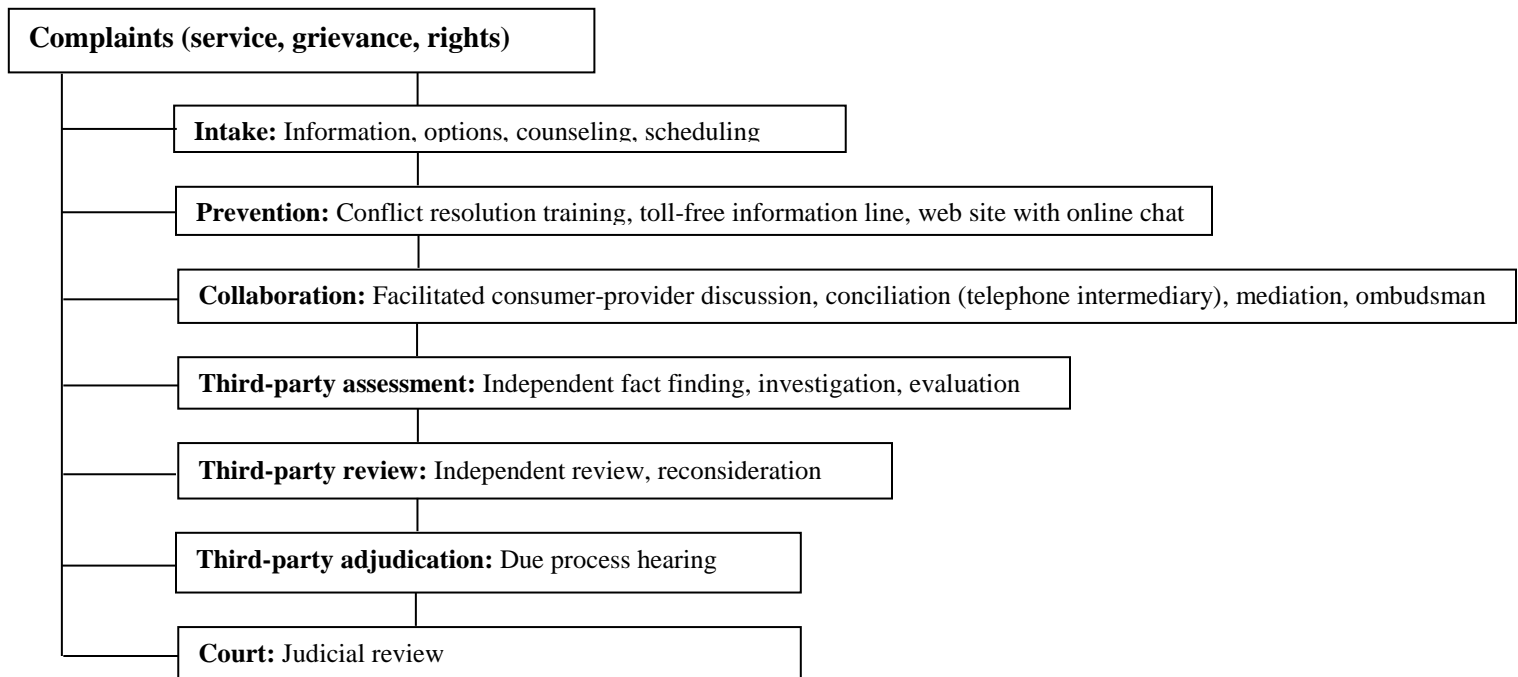 Complaints (service, grievance, rights)
Intake: Information, options, counseling, scheduling
Prevention: Conflict resolution training, toll-free information line, web site with online chat
Collaboration: Facilitated consumer-provider discussion, conciliation (telephone intermediary), mediation, ombudsman
Third-party assessment: Independent fact finding, investigation, evaluation
Third-party review: Independent review, reconsideration
Third-party adjudication: Due process hearing
Court: Judicial review